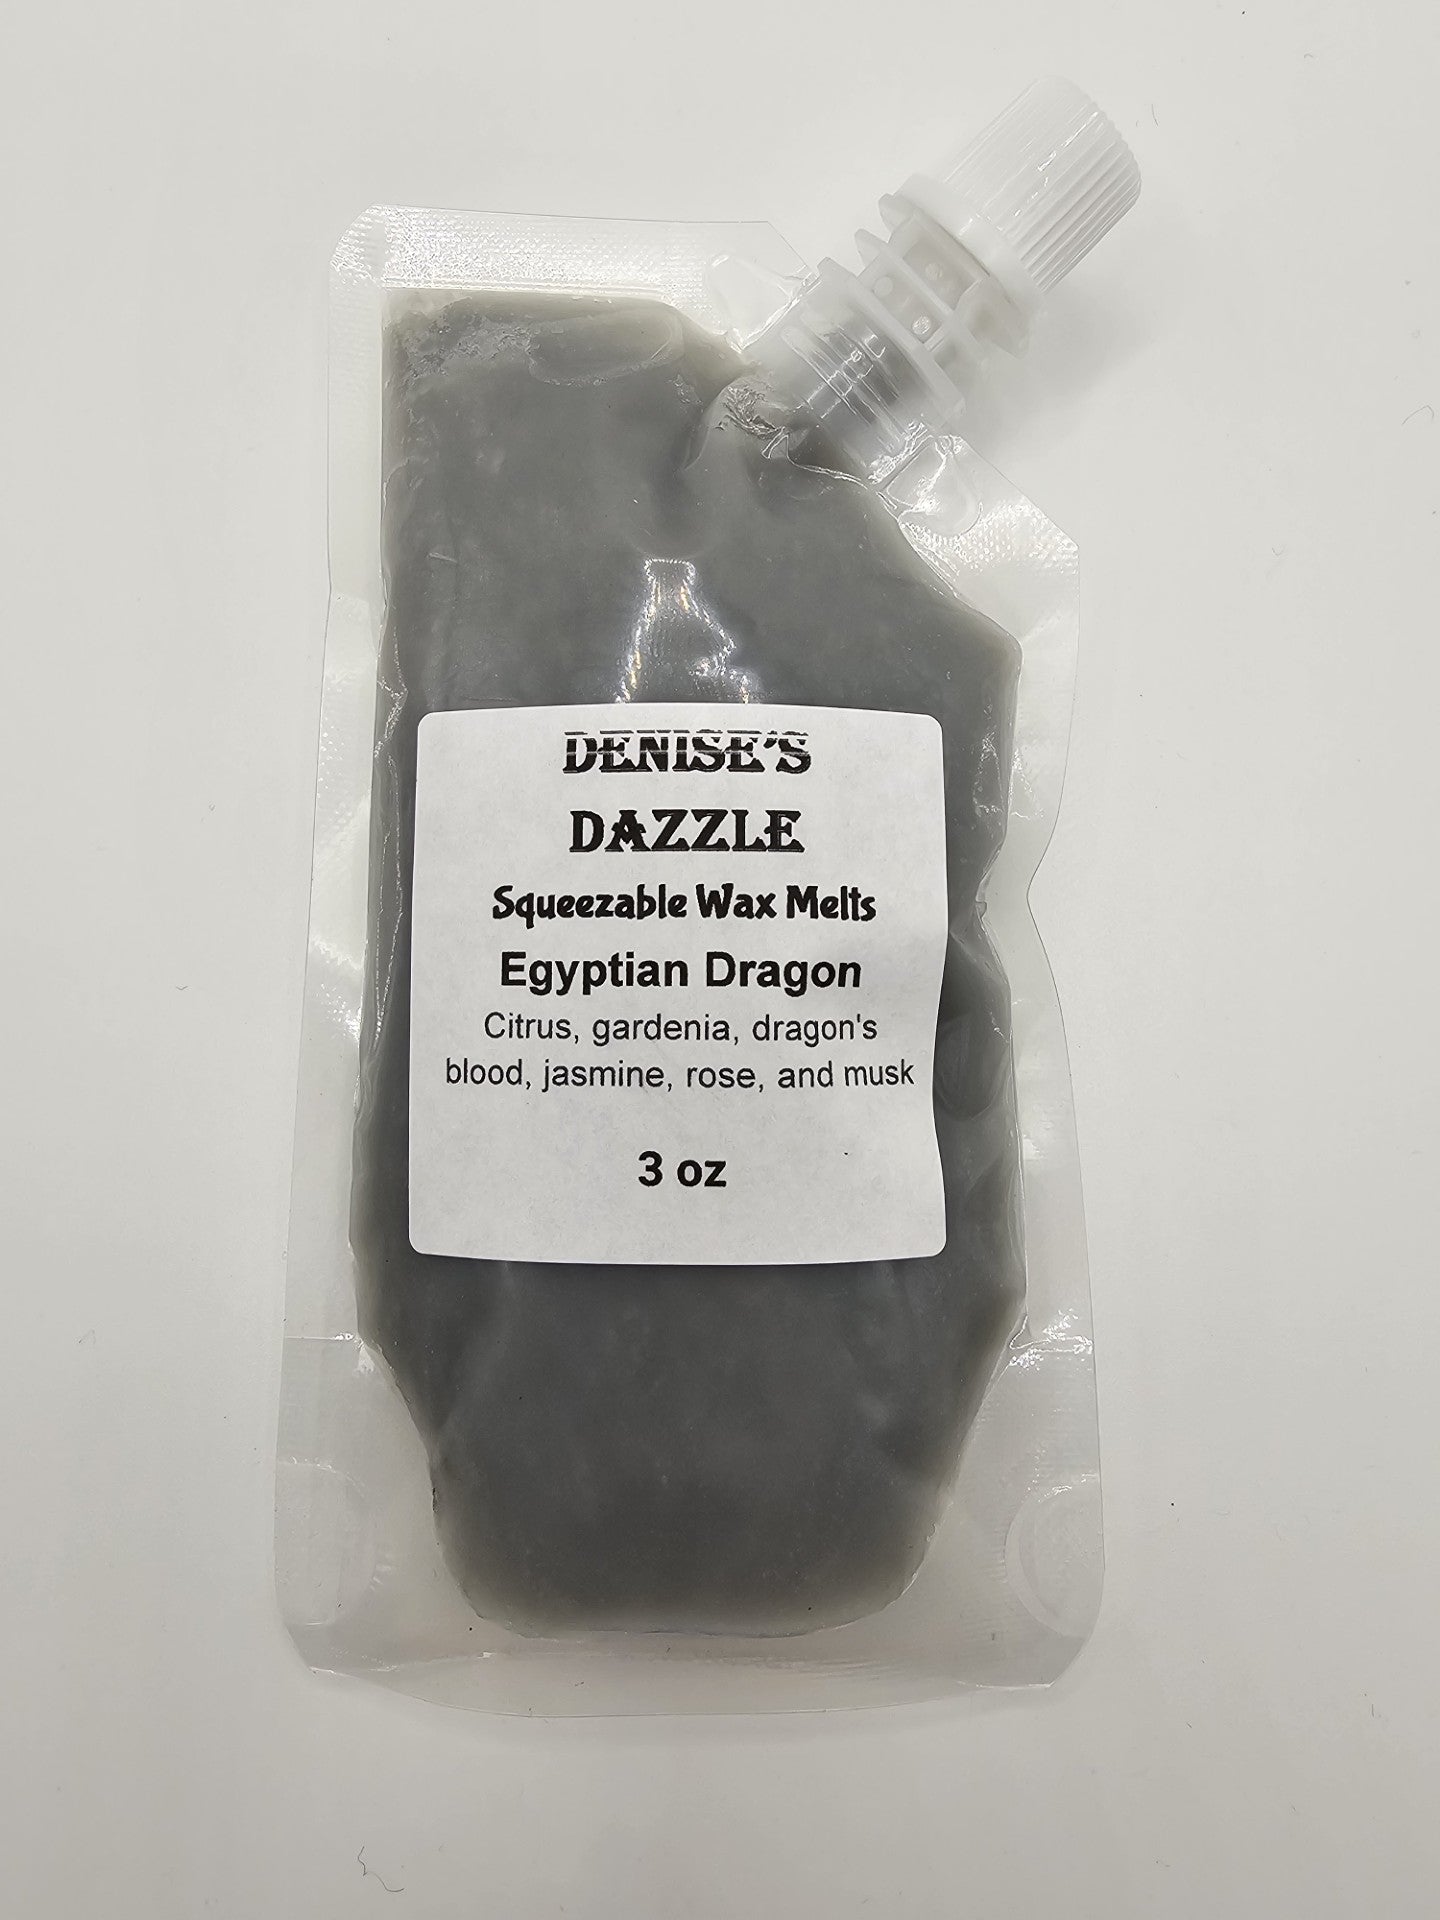 DENISE'S
DAZZLE
Squeezable Wax Melts
Egyptian Dragon
Citrus, gardenia, dragon's
blood, jasmine, rose, and musk
3 oz